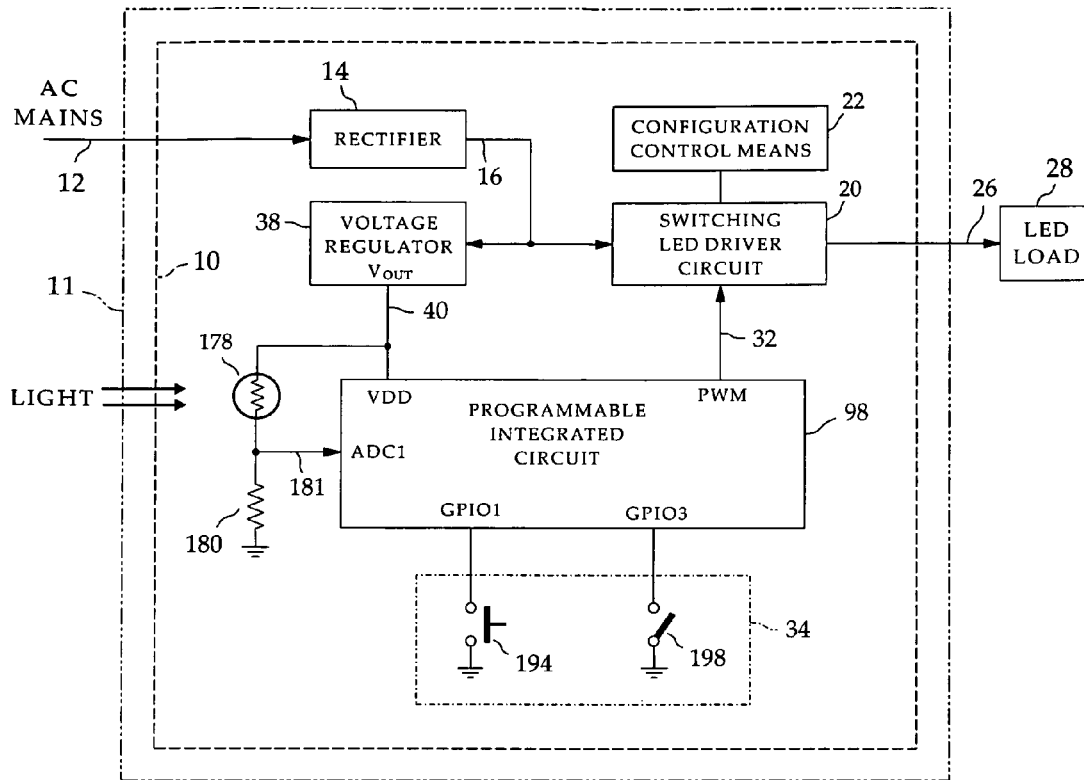 AC
MAINS
12
14
RECTIFIER
16
22
CONFIGURATION
CONTROL MEANS
20
SWITCHING
LED DRIVER
CIRCUIT
26
28
LED
LOAD
38
VOLTAGE
REGULATOR
VOUT
10
11
40
32
178
LIGHT
VDD
PWM
PROGRAMMABLE
INTEGRATED
CIRCUIT
98
ADC1
181
180
GPIO1
GPIO3
194
198
34